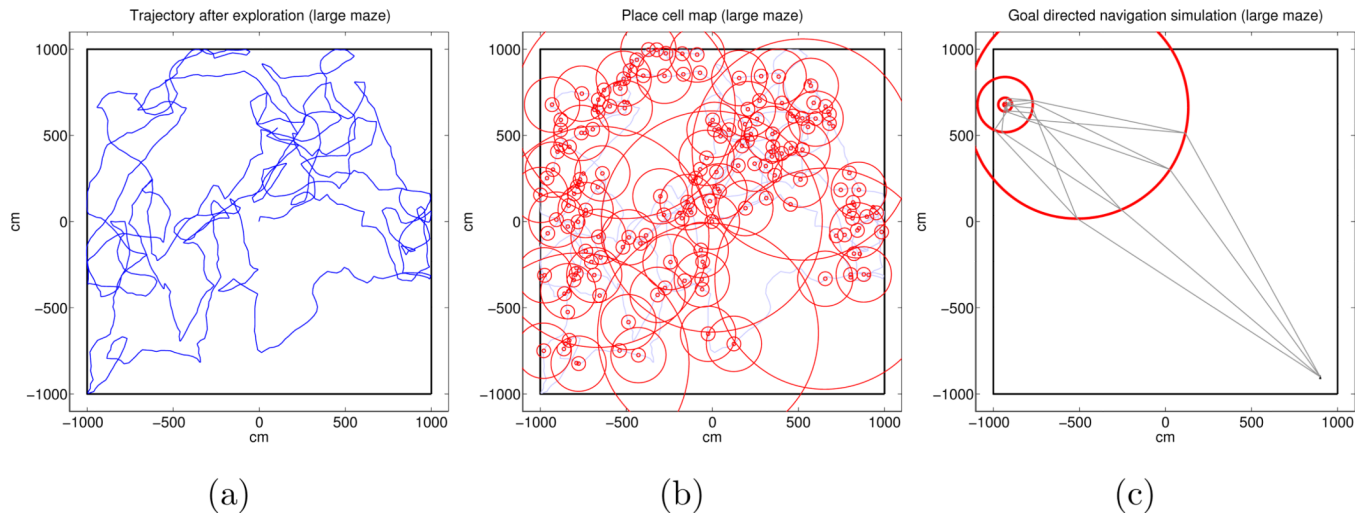 Trajectory after exploration (large maze)
1000
500
0
−500
−1000
cm
−1000
−500
0
500
1000
cm
(a)
Place cell map (large maze)
1000
500
0
−500
−1000
cm
−1000
−500
0
500
1000
cm
(b)
Goal directed navigation simulation (large maze)
1000
500
0
−500
−1000
cm
−1000
−500
0
500
1000
cm
(c)